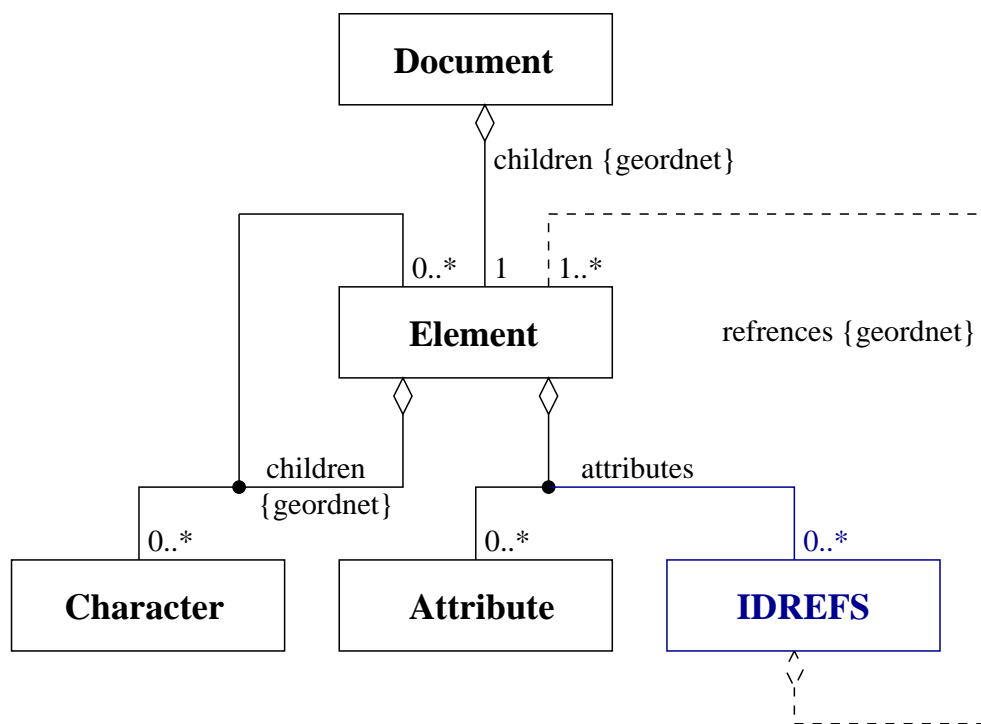 Document
children {geordnet}
0..*
1
1..*
Element
refrences {geordnet}
children
{geordnet}
attributes
0..*
0..*
0..*
Character
Attribute
IDREFS